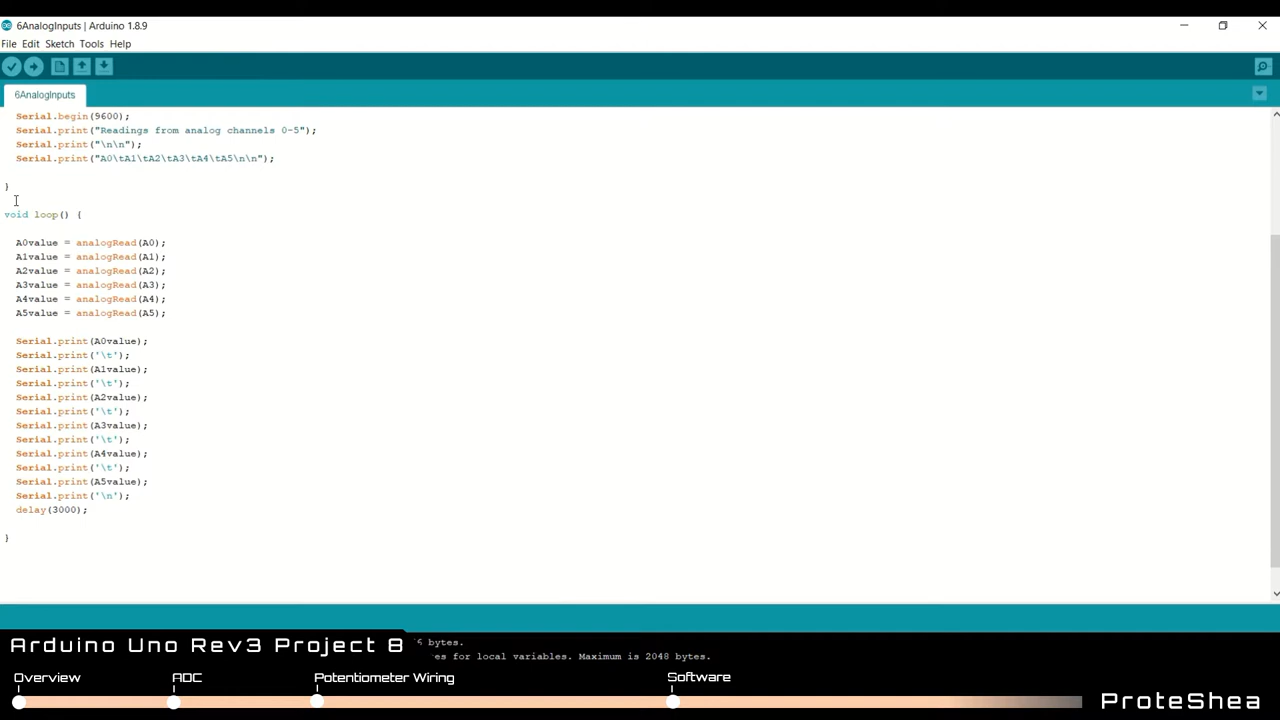 6AnalogInputs | Arduino 1.8.9
File Edit Sketch Tools Help
6AnalogInputs
Serial.begin(9600);
Serial.print("Readings from analog channels 0-5");
Serial.print("\n\n");
Serial.print("A0\tA1\tA2\tA3\tA4\tA5\n\n");
}
void loop() {
A0value = analogRead(A0);
A1value = analogRead(A1);
A2value = analogRead(A2);
A3value = analogRead(A3);
A4value = analogRead(A4);
A5value = analogRead(A5);
Serial.print(A0value);
Serial.print('\t');
Serial.print(A1value);
Serial.print('\t');
Serial.print(A2value);
Serial.print('\t');
Serial.print(A3value);
Serial.print('\t');
Serial.print(A4value);
Serial.print('\t');
Serial.print(A5value);
Serial.print('\n');
delay(3000);
}
Arduino Uno Rev3 Project 8
bytes.
for local variables. Maximum is 2048 bytes.
Overview ADC Potentiometer Wiring Software
ProteShea